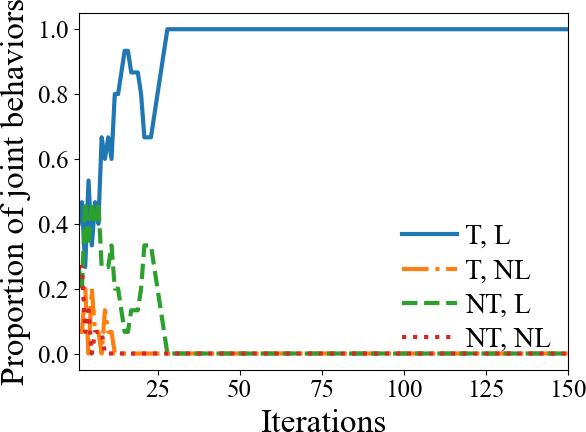 Proportion of joint behaviors
1.0
0.8
0.6
0.4
0.2
0.0
T, L
T, NL
NT, L
NT, NL
25 50 75 100 125 150
Iterations